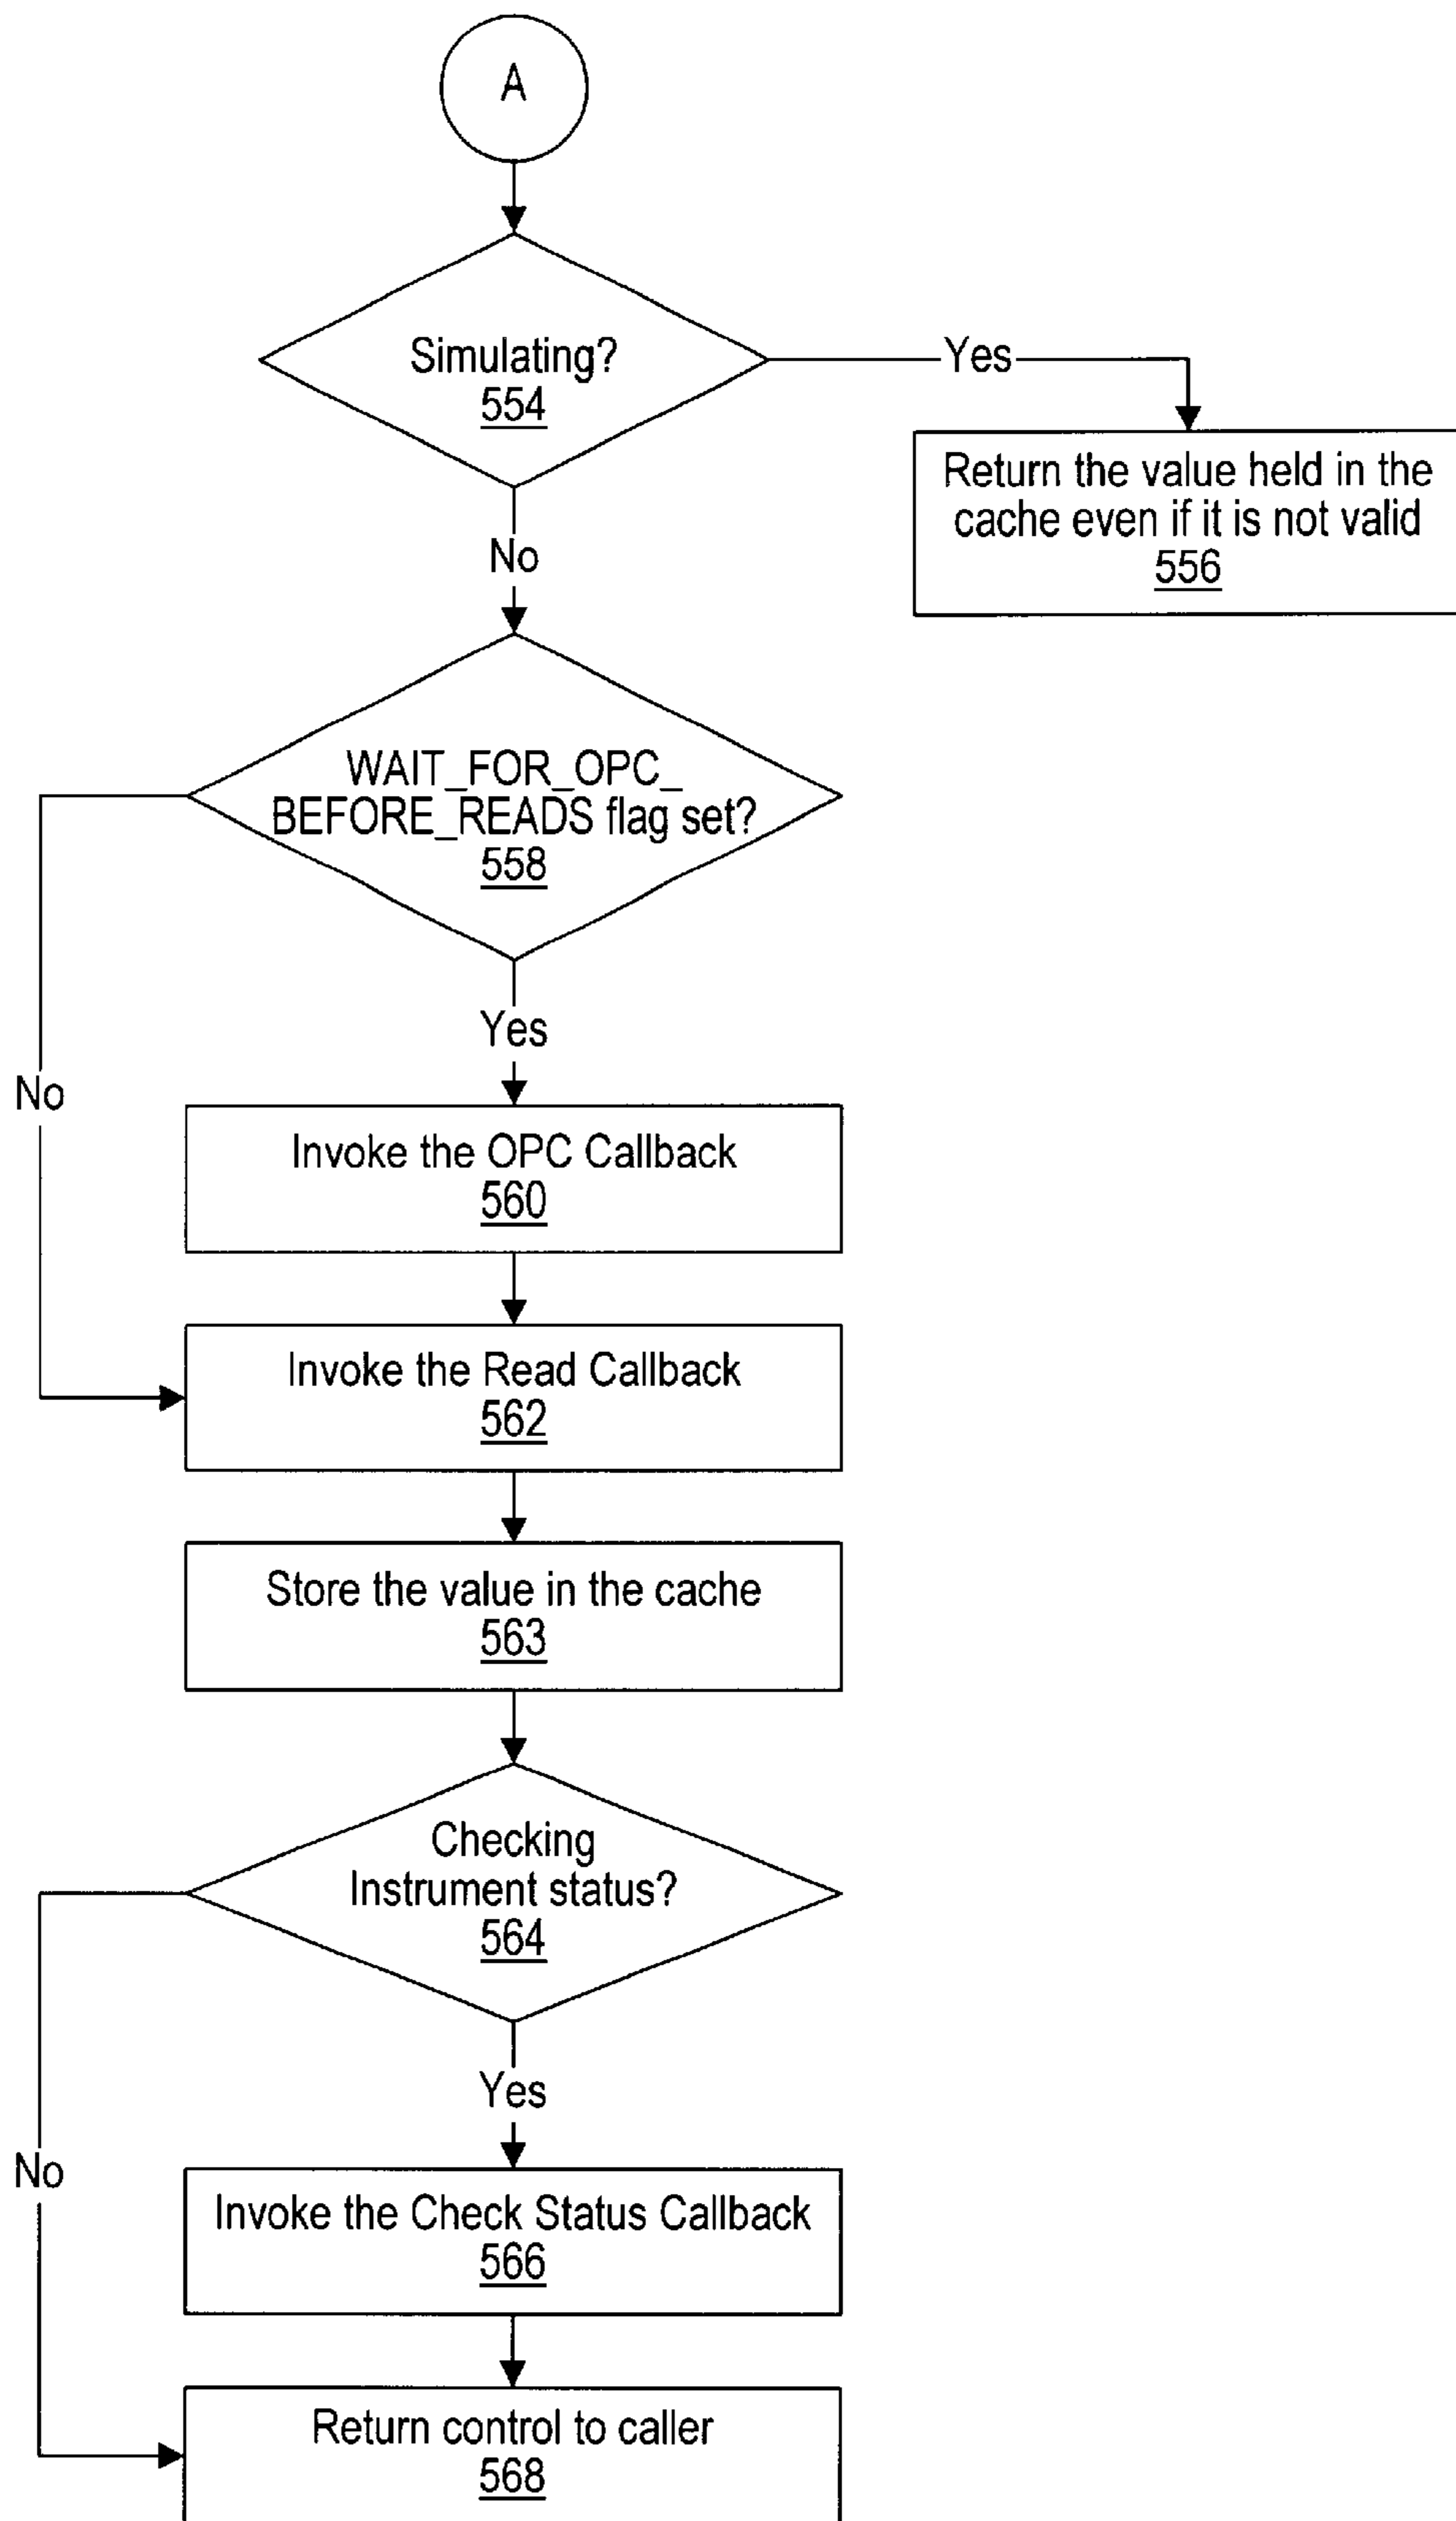 A
Simulating?
554
Yes
Return the value held in the
cache even if it is not valid
556
No
WAIT_FOR_OPC_
BEFORE_READS flag set?
558
Yes
No
Invoke the OPC Callback
560
Invoke the Read Callback
562
Store the value in the cache
563
Checking
Instrument status?
564
Yes
No
Invoke the Check Status Callback
566
Return control to caller
568